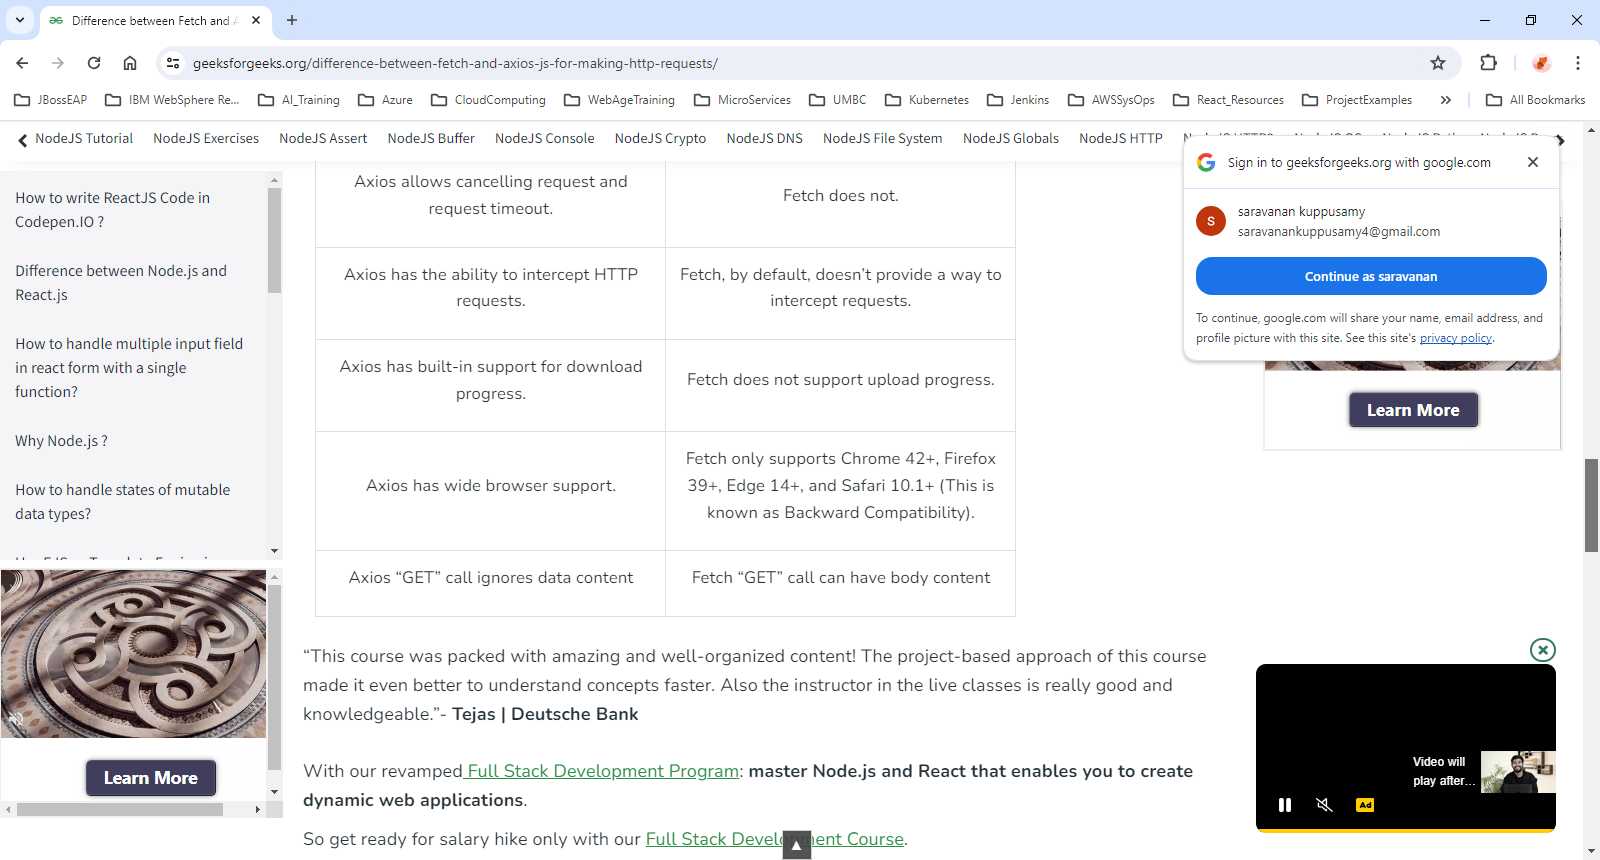 Difference between Fetch and A
geeksforgeeks.org/difference-between-fetch-and-axios-js-for-making-http-requests/
JBossEAP IBM WebSphere Re... AI_Training Azure CloudComputing WebAgeTraining MicroServices UMBC Kubernetes Jenkins AWSSysOps React_Resources ProjectExamples » All Bookmarks
NodeJS Tutorial NodeJS Exercises NodeJS Assert NodeJS Buffer NodeJS Console NodeJS Crypto NodeJS DNS NodeJS File System NodeJS Globals NodeJS HTTP
Sign in to geeksforgeeks.org with google.com
S
saravanan kuppusamy
saravanankuppusamy4@gmail.com
Continue as saravanan
To continue, google.com will share your name, email address, and
profile picture with this site. See this site's privacy policy.
How to write ReactJS Code in
Codepen.IO ?
Difference between Node.js and
React.js
How to handle multiple input field
in react form with a single
function?
Why Node.js ?
How to handle states of mutable
data types?
Learn More
Axios allows cancelling request and
request timeout.
Fetch does not.
Axios has the ability to intercept HTTP
requests.
Fetch, by default, doesn’t provide a way to
intercept requests.
Axios has built-in support for download
progress.
Fetch does not support upload progress.
Axios has wide browser support.
Fetch only supports Chrome 42+, Firefox
39+, Edge 14+, and Safari 10.1+ (This is
known as Backward Compatibility).
Axios “GET” call ignores data content
Fetch “GET” call can have body content
“This course was packed with amazing and well-organized content! The project-based approach of this course
made it even better to understand concepts faster. Also the instructor in the live classes is really good and
knowledgeable.”- Tejas | Deutsche Bank
With our revamped Full Stack Development Program: master Node.js and React that enables you to create
dynamic web applications.
So get ready for salary hike only with our Full Stack Development Course.
Learn More
Video will
play after...
Ad